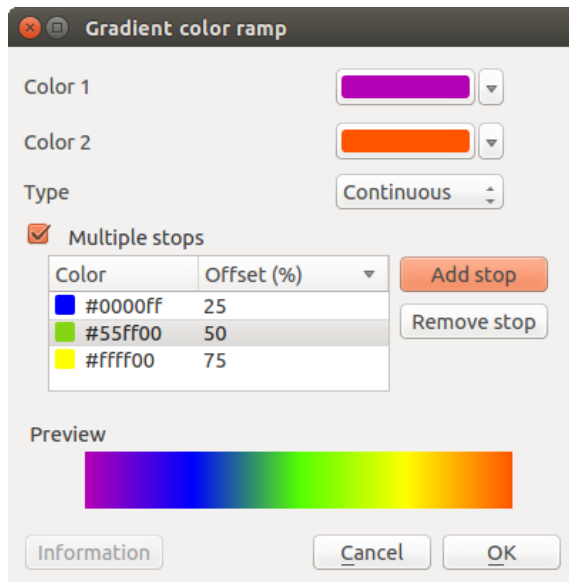 Gradient color ramp
Color 1
Color 2
Type Continuous
Multiple stops
Color Offset (%) Add stop
#0000ff 25
#55ff00 50 Remove stop
#ffff00 75
Preview
Information Cancel OK